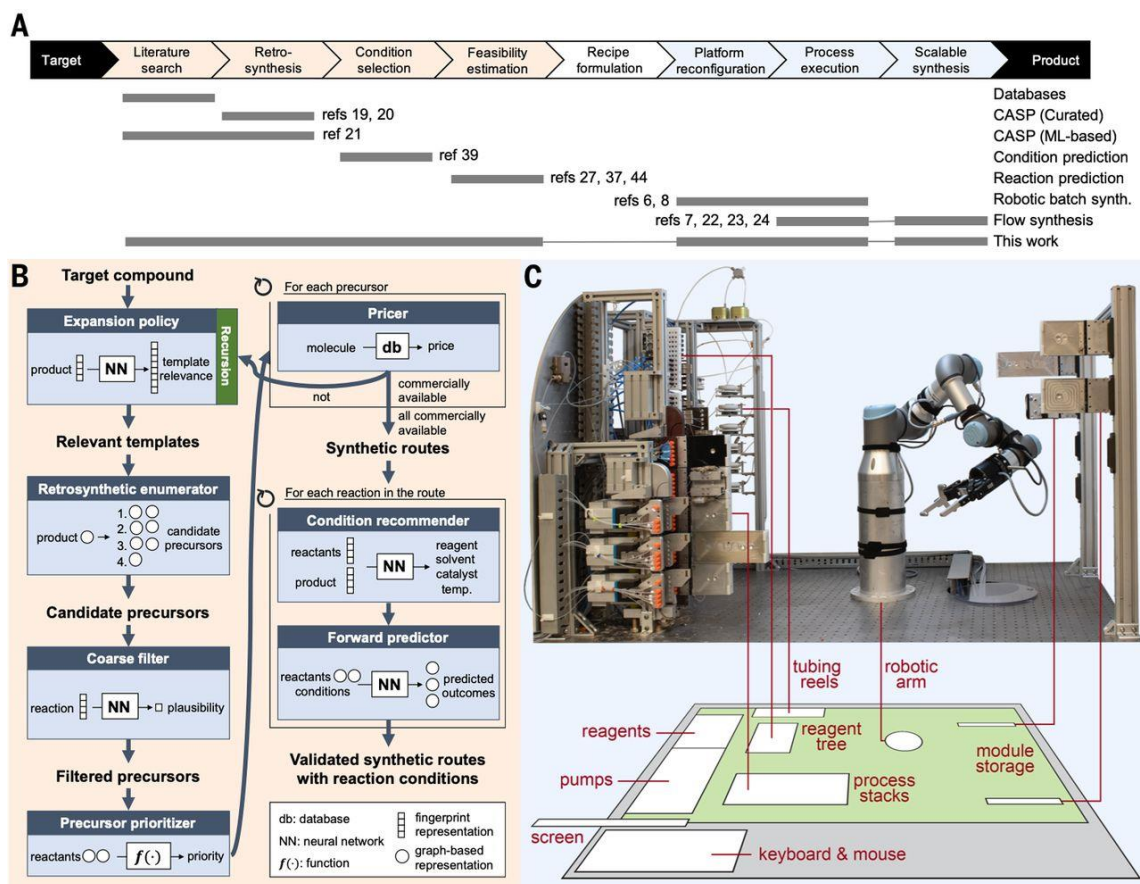 A
Target
Literature
search
Retro-
synthesis
Condition
selection
Feasibility
estimation
Recipe
formulation
Platform
reconfiguration
Process
execution
Scalable
synthesis
Product
Databases
refs 19, 20
CASP (Curated)
ref 21
CASP (ML-based)
ref 39
Condition prediction
refs 27, 37, 44
Reaction prediction
refs 6, 8
Robotic batch synth.
refs 7, 22, 23, 24
Flow synthesis
This work
B
Target compound
Expansion policy
Recursion
product
NN
template
relevance
Relevant templates
Retrosynthetic enumerator
product
1.
2.
3.
4.
candidate
precursors
Candidate precursors
Coarse filter
reaction
NN
plausibility
Filtered precursors
Precursor prioritizer
reactants
f(·)
priority
For each precursor
Pricer
molecule
db
price
not
commercially
available
all commercially
available
Synthetic routes
For each reaction in the route
Condition recommender
reactants
product
NN
reagent
solvent
catalyst
temp.
Forward predictor
reactants
conditions
NN
predicted
outcomes
Validated synthetic routes
with reaction conditions
db: database
NN: neural network
f(·): function
fingerprint
representation
graph-based
representation
C
tubing
reels
robotic
arm
reagents
reagent
tree
module
storage
pumps
process
stacks
screen
keyboard & mouse